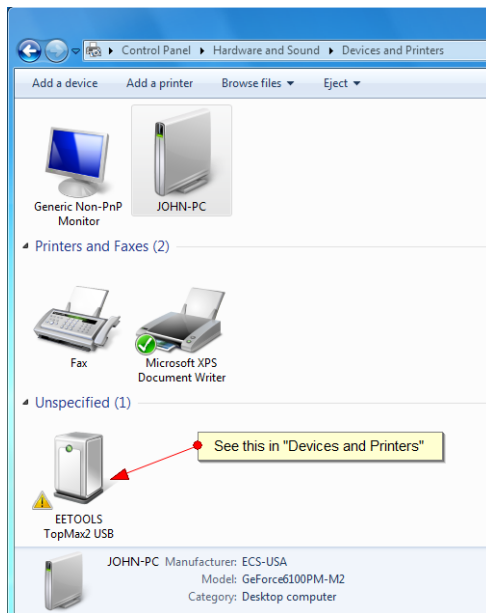 Control Panel Hardware and Sound Devices and Printers
Add a device Add a printer Browse files Eject
Generic Non-PnP
Monitor
JOHN-PC
Printers and Faxes (2)
Fax
Microsoft XPS
Document Writer
Unspecified (1)
See this in "Devices and Printers"
EETOOLS
TopMax2 USB
JOHN-PC Manufacturer: ECS-USA
Model: GeForce6100PM-M2
Category: Desktop computer